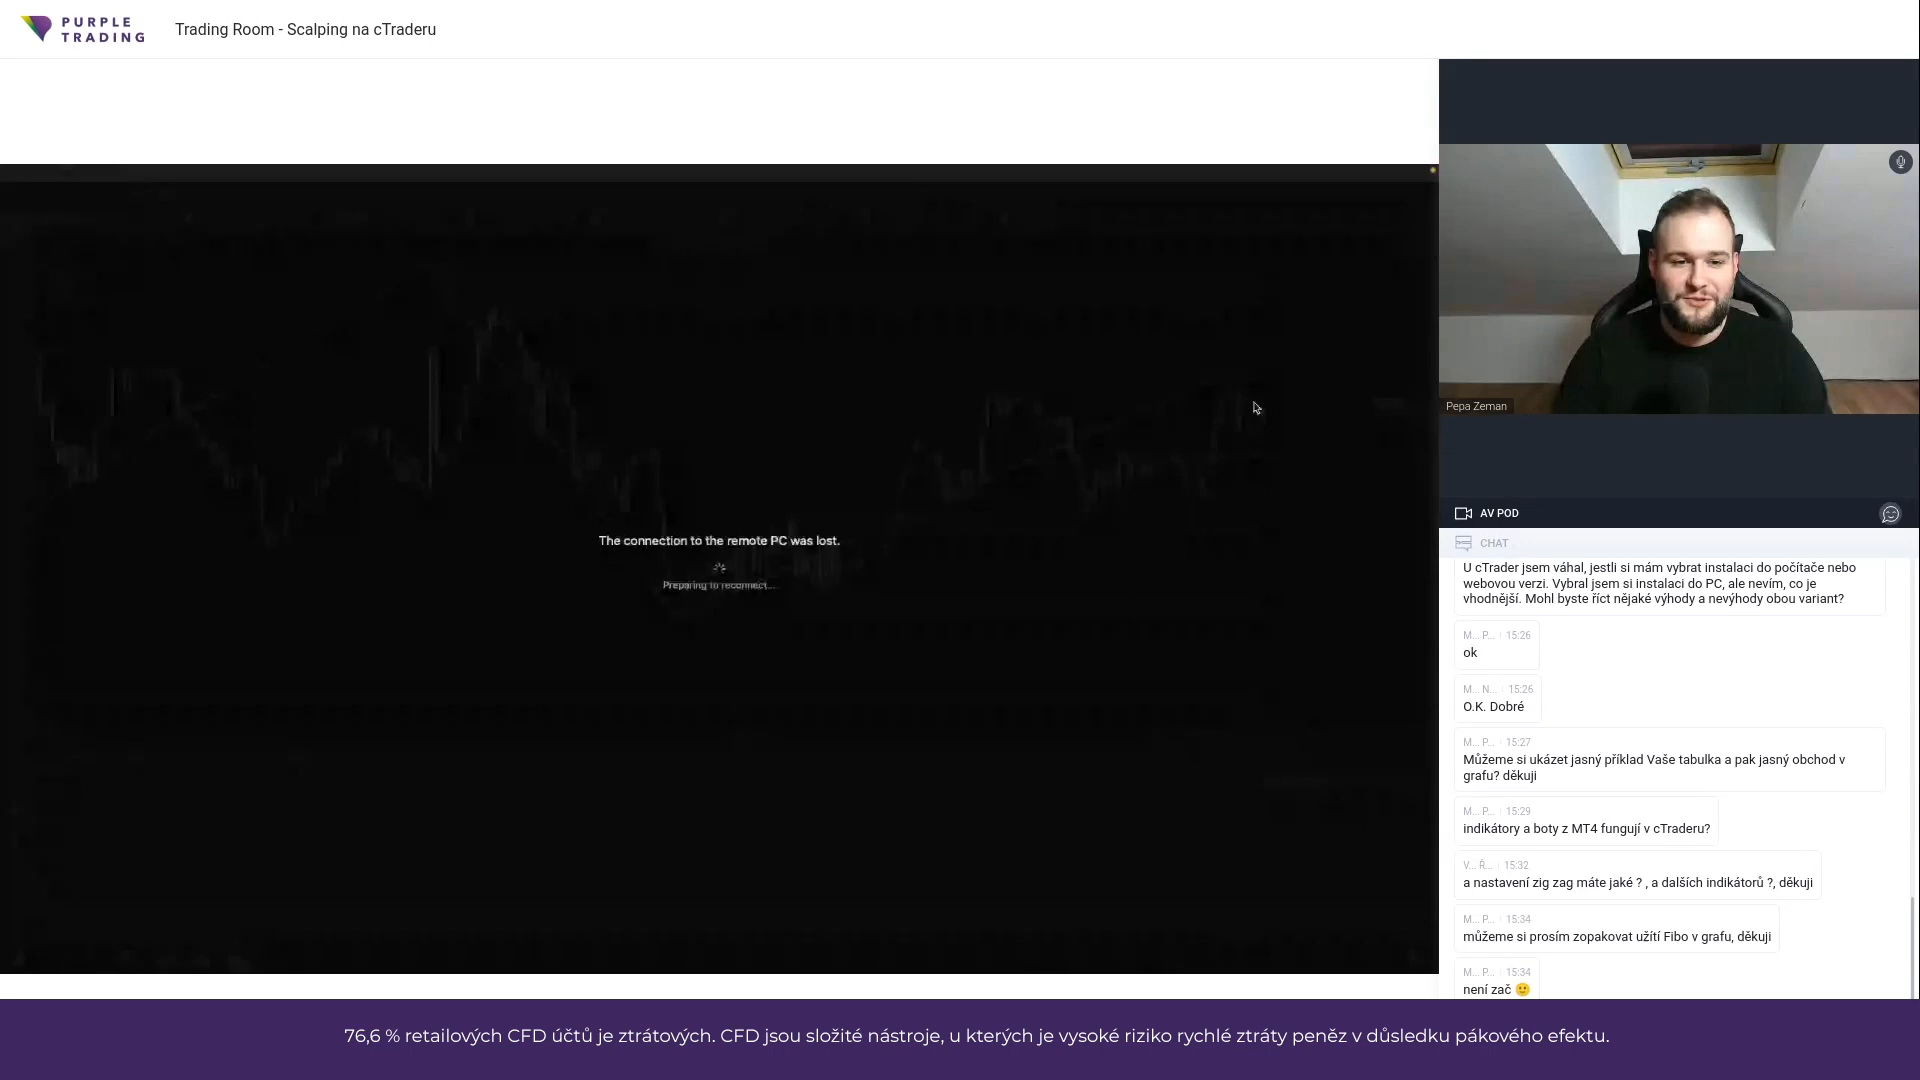 PURPLE
TRADING
Trading Room - Scalping na cTraderu
The connection to the remote PC was lost.
Preparing to reconnect...
Pepa Zeman
AV POD
CHAT
U cTrader jsem váhal, jestli si mám vybrat instalaci do počítače nebo
webovou verzi. Vybral jsem si instalaci do PC, ale nevím, co je
vhodnější. Mohl byste říct nějaké výhody a nevýhody obou variant?
M... P... 15:26
ok
M... N... 15:26
O.K. Dobré
M... P... 15:27
Můžeme si ukázet jasný příklad Vaše tabulka a pak jasný obchod v
grafu? děkuji
M... P... 15:29
indikátory a boty z MT4 fungují v cTraderu?
V... Ř... 15:32
a nastavení zig zag máte jaké ? , a dalších indikátorů ?, děkuji
M... P... 15:34
můžeme si prosím zopakovat užítí Fibo v grafu, děkuji
M... P... 15:34
není zač 🙂
76,6 % retailových CFD účtů je ztrátových. CFD jsou složité nástroje, u kterých je vysoké riziko rychlé ztráty peněz v důsledku pákového efektu.